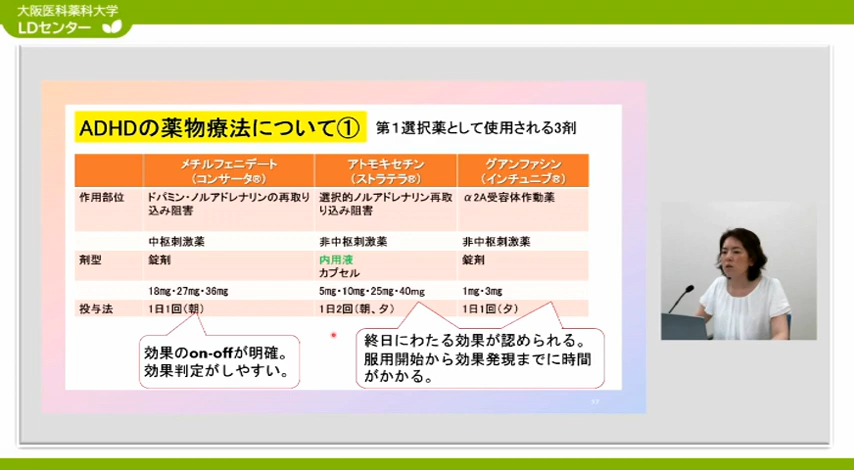 大阪医科薬科大学
LDセンター
ADHDの薬物療法について① 第1選択薬として使用される3剤
メチルフェニデート
(コンサータ®)
アトモキセチン
(ストラテラ®)
グアンファシン
(インチュニブ®)
作用部位
ドパミン・ノルアドレナリンの再取り
込み阻害
選択的ノルアドレナリン再取
り込み阻害
α2A受容体作動薬
中枢刺激薬
非中枢刺激薬
非中枢刺激薬
剤型
錠剤
内用液
カプセル
錠剤
18mg・27mg・36mg
5mg・10mg・25mg・40mg
1mg・3mg
投与法
1日1回(朝)
1日2回(朝、夕)
1日1回(夕)
効果のon-offが明確。
効果判定がしやすい。
終日にわたる効果が認められる。
服用開始から効果発現までに時間
がかかる。